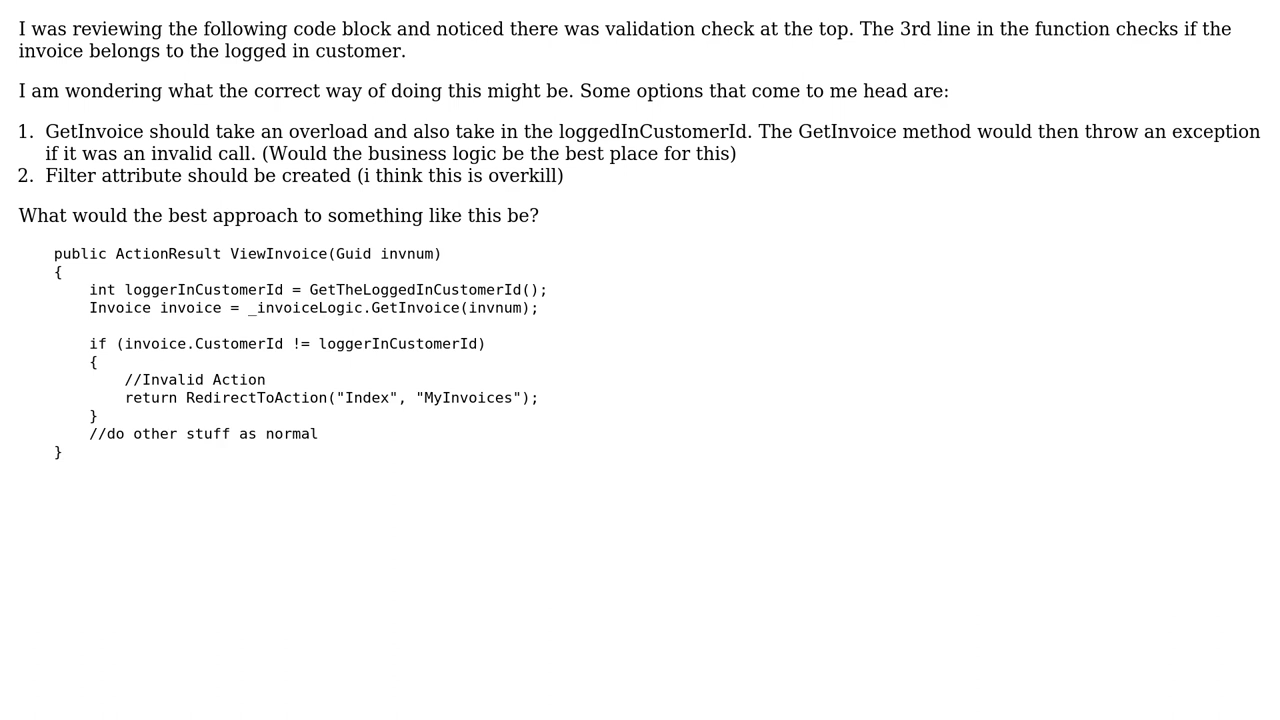 I was reviewing the following code block and noticed there was validation check at the top. The 3rd line in the function checks if the
invoice belongs to the logged in customer.
I am wondering what the correct way of doing this might be. Some options that come to me head are:
1. GetInvoice should take an overload and also take in the loggedInCustomerId. The GetInvoice method would then throw an exception
if it was an invalid call. (Would the business logic be the best place for this)
2. Filter attribute should be created (i think this is overkill)
What would the best approach to something like this be?
public ActionResult ViewInvoice(Guid invnum)
{
    int loggerInCustomerId = GetTheLoggedInCustomerId();
    Invoice invoice = _invoiceLogic.GetInvoice(invnum);
    if (invoice.CustomerId != loggerInCustomerId)
    {
        //Invalid Action
        return RedirectToAction("Index", "MyInvoices");
    }
    //do other stuff as normal
}